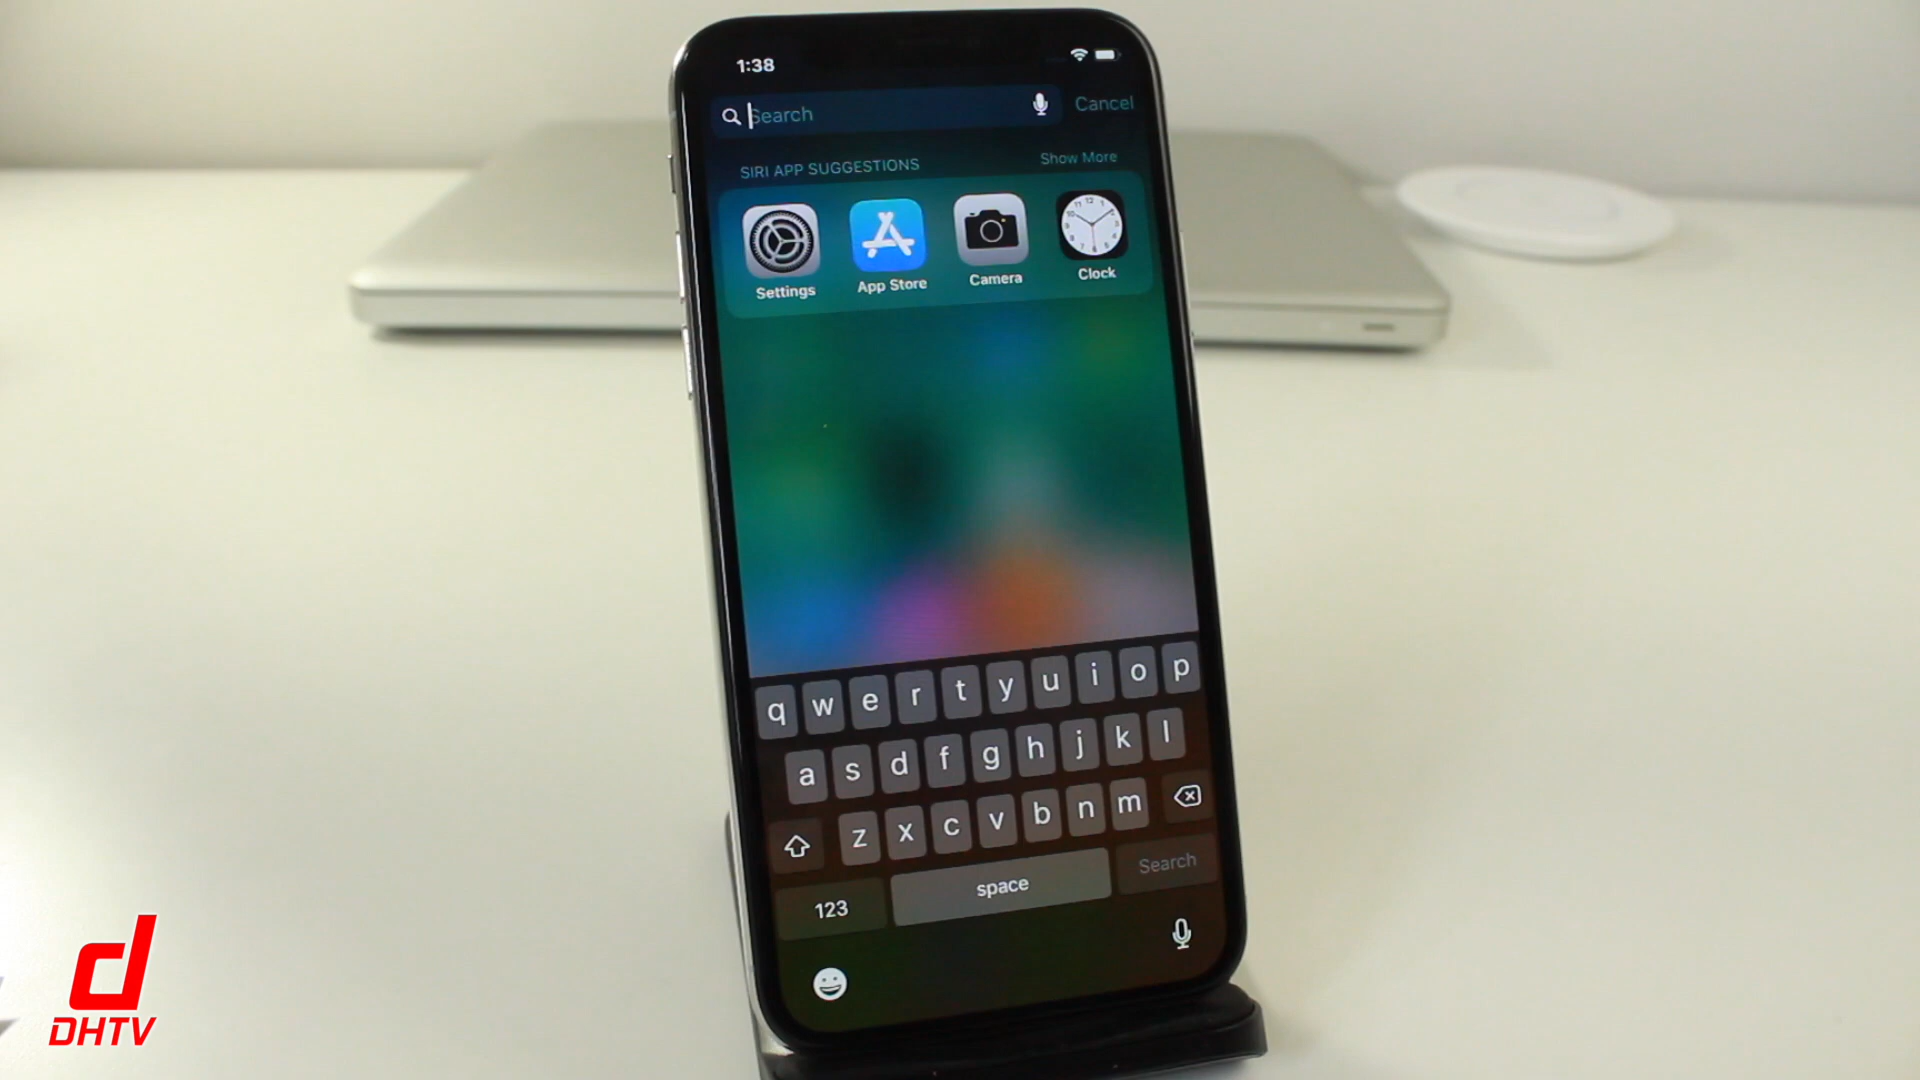 1:38
Search
Cancel
SIRI APP SUGGESTIONS
Show More
Settings
App Store
Camera
Clock
q w e r t y u i o p
a s d f g h j k l
z x c v b n m
123
space
Search
d
DHTV